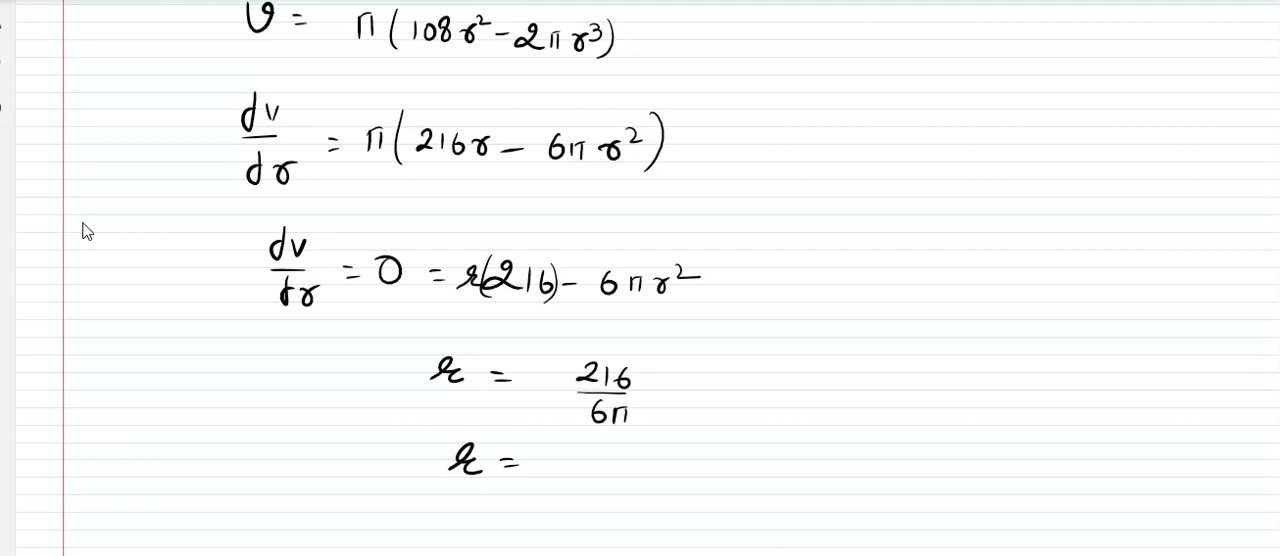 v = π(108r² - 2πr³)
dv/dr = π(216r - 6πr²)
dv/dr = 0 = r(216) - 6πr²
r = 216/6π
r =